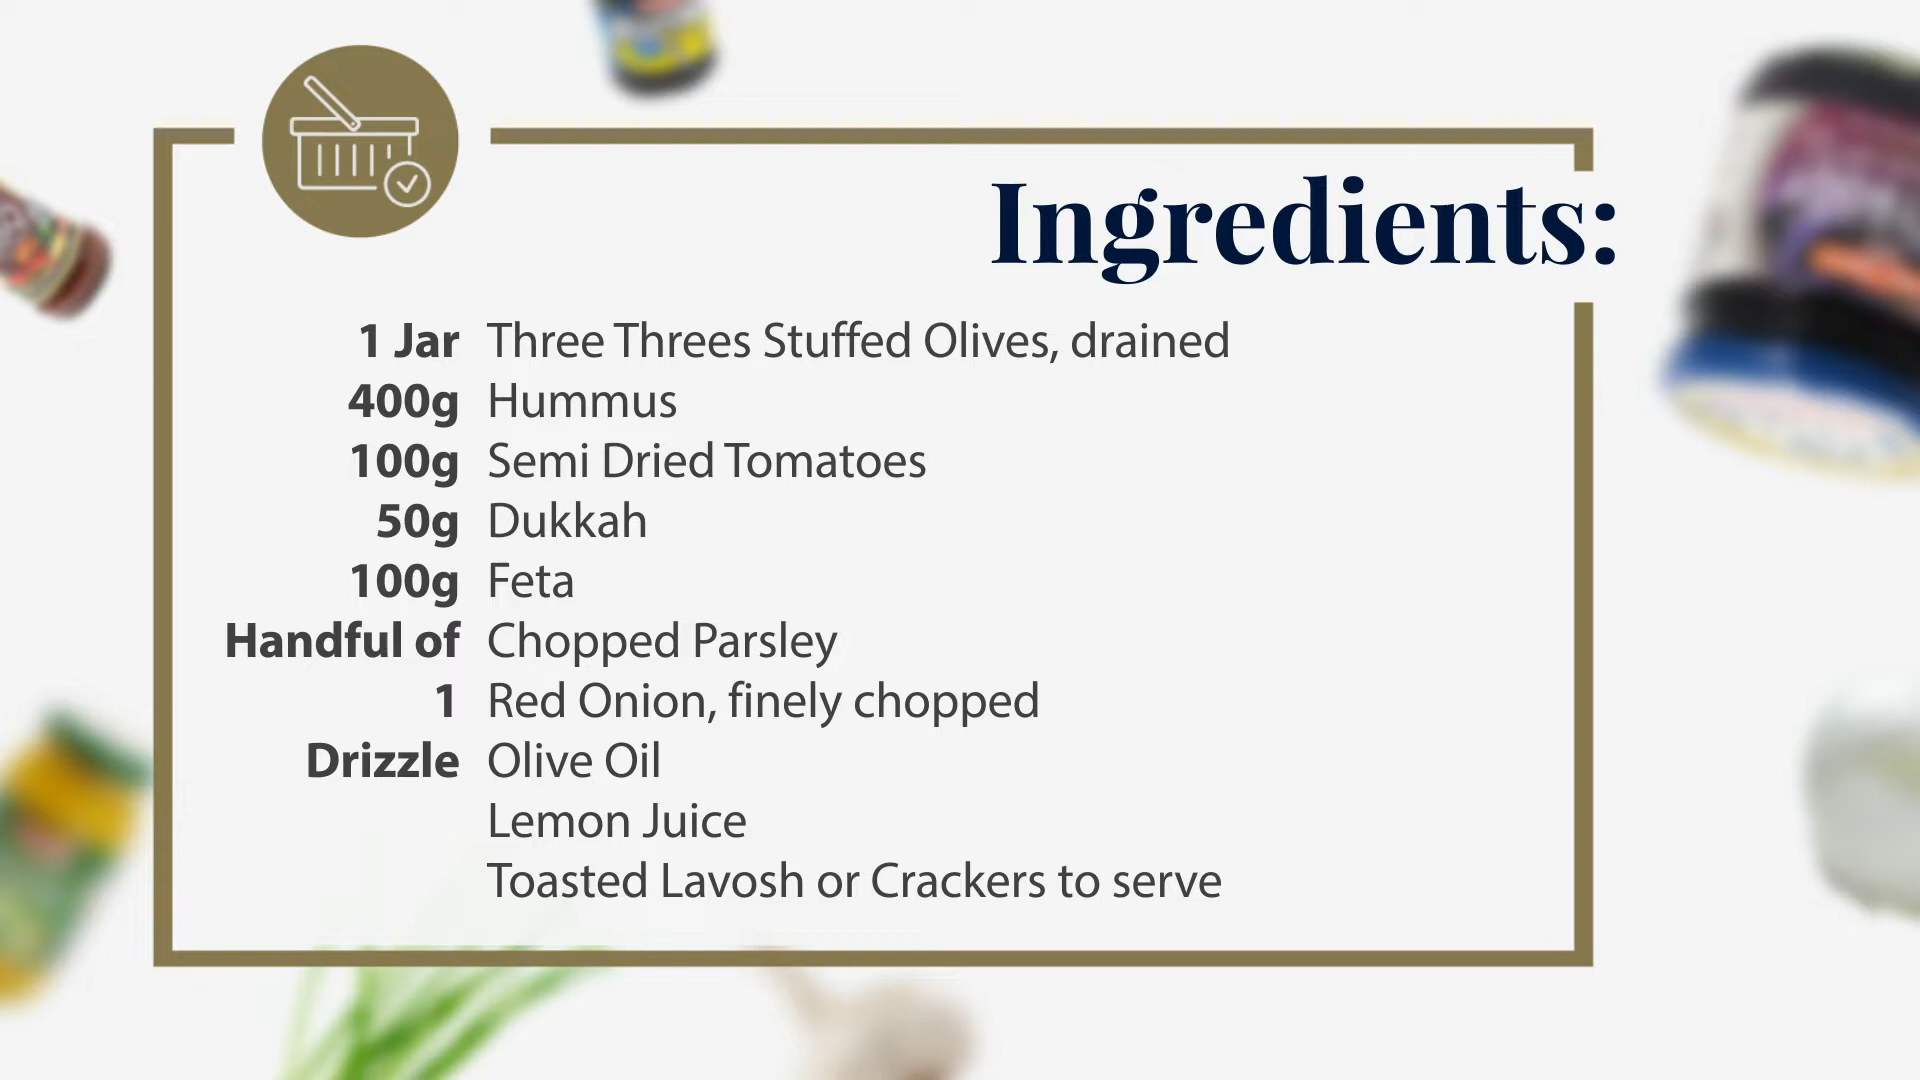 Ingredients:
1 Jar Three Threes Stuffed Olives, drained
400g Hummus
100g Semi Dried Tomatoes
50g Dukkah
100g Feta
Handful of Chopped Parsley
1 Red Onion, finely chopped
Drizzle Olive Oil
Lemon Juice
Toasted Lavosh or Crackers to serve